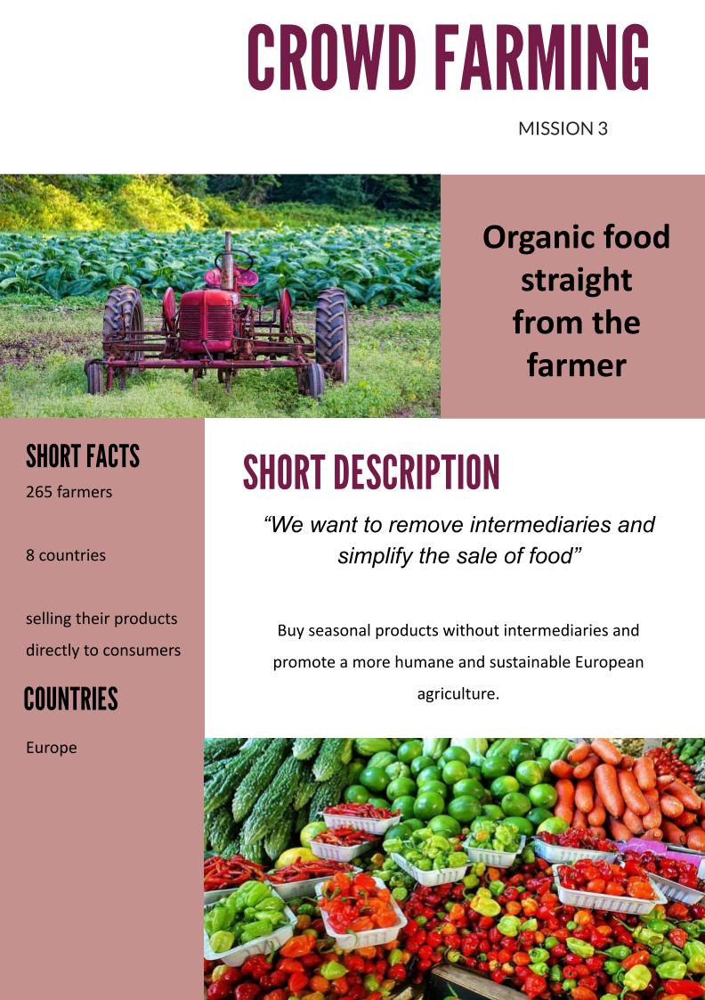 CROWD FARMING
MISSION 3
Organic food
straight
from the
farmer
SHORT FACTS
265 farmers
8 countries
selling their products
directly to consumers
COUNTRIES
Europe
SHORT DESCRIPTION
“We want to remove intermediaries and
simplify the sale of food”
Buy seasonal products without intermediaries and
promote a more humane and sustainable European
agriculture.